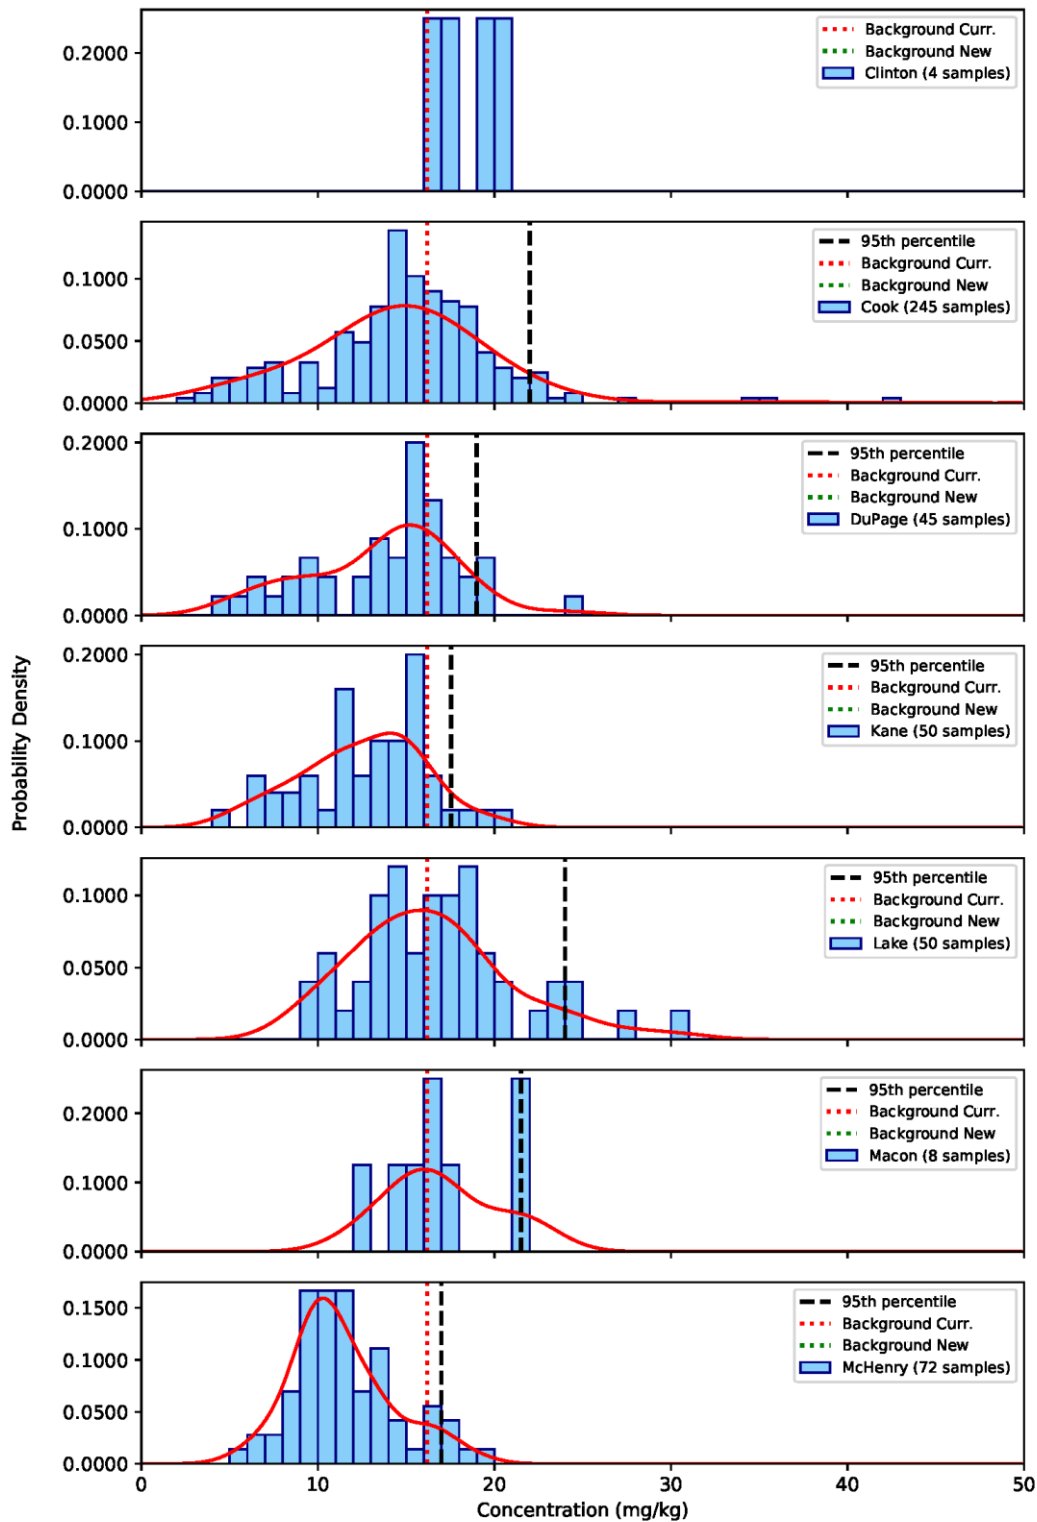 0.2000
0.1000
0.0000
Background Curr.
Background New
Clinton (4 samples)
0.1000
0.0500
0.0000
95th percentile
Background Curr.
Background New
Cook (245 samples)
0.2000
0.1000
0.0000
95th percentile
Background Curr.
Background New
DuPage (45 samples)
Probability Density
0.2000
0.1000
0.0000
95th percentile
Background Curr.
Background New
Kane (50 samples)
0.1000
0.0500
0.0000
95th percentile
Background Curr.
Background New
Lake (50 samples)
0.2000
0.1000
0.0000
95th percentile
Background Curr.
Background New
Macon (8 samples)
0.1500
0.1000
0.0500
0.0000
95th percentile
Background Curr.
Background New
McHenry (72 samples)
0 10 20 30 40 50
Concentration (mg/kg)